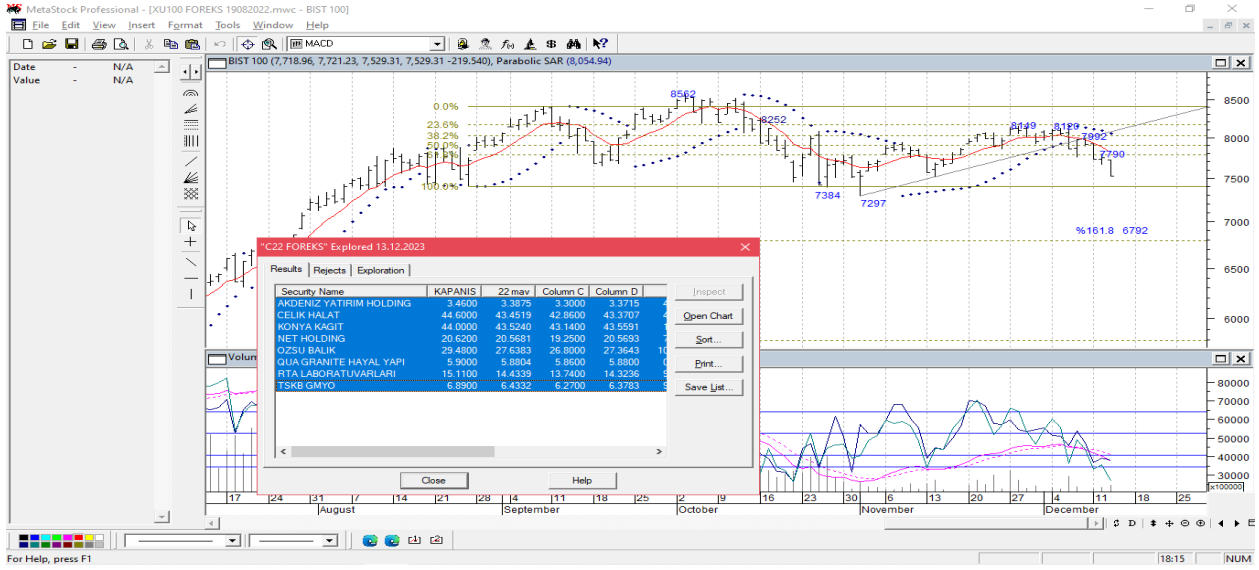 MetaStock Professional - [XU100 FOREKS 19082022.mwc - BIST 100]
File Edit View Insert Format Tools Window Help
MACD
Date - N/A
Value - N/A
BIST 100 (7,718.96, 7,721.23, 7,529.31, 7,529.31 -219.540), Parabolic SAR (8,054.94)
8562
8252
8149
8120
7992
7790
7384
7297
0.0%
23.6%
38.2%
50.0%
100.0%
%161.8 6792
8500
8000
7500
7000
6500
6000
"C22 FOREKS" Explored 13.12.2023
Results Rejects Exploration
Security Name KAPANIS 22 mav Column C Column D
AKDENIZ YATIRIM HOLDING 3.4600 3.3875 3.3000 3.3715
CELIK HALAT 44.6000 43.4519 42.8600 43.3707
KONYA KAGIT 44.0000 43.5240 43.1400 43.5591
NET HOLDING 20.6200 20.5681 19.2500 20.5693
OZSU BALIK 29.4800 27.6383 26.8000 27.3643
QUA GRANITE HAYAL YAPI 5.9000 5.8804 5.8600 5.8800
RTA LABORATUVARLARI 15.1100 14.4339 13.7400 14.3236
TSKB GMYO 6.8900 6.4332 6.2700 6.3783
Inspect
Open Chart
Sort...
Print...
Save List...
Close Help
Volum
80000
70000
60000
50000
40000
30000
x100000
17 24 31 7 14 21 28 4 11 18 25 2 9 16 23 30 6 13 20 27 4 11 18 25
August September October November December
For Help, press F1
18:15 NUM